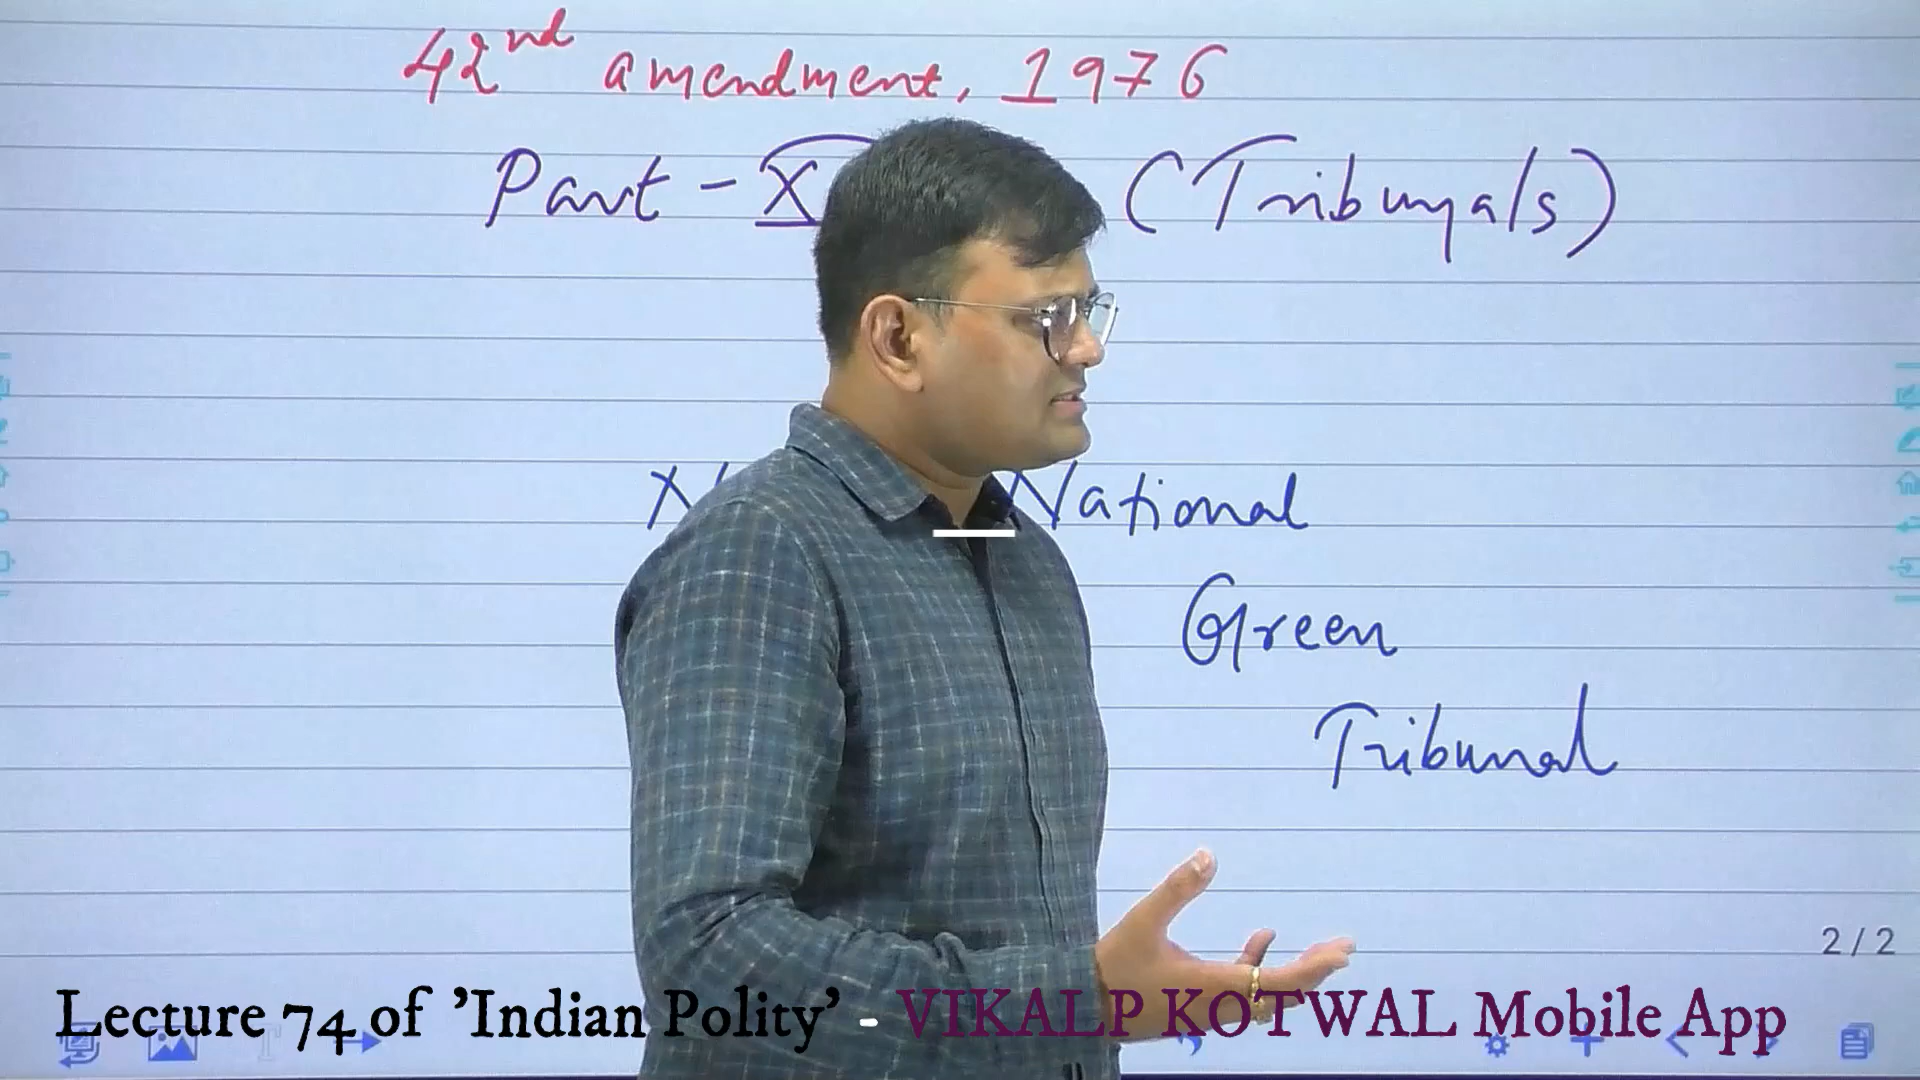 42nd amendment, 1976
Part - X (Tribunals)
National
Green
Tribunal
2/2
Lecture 74 of 'Indian Polity' - VIKALP KOTWAL Mobile App